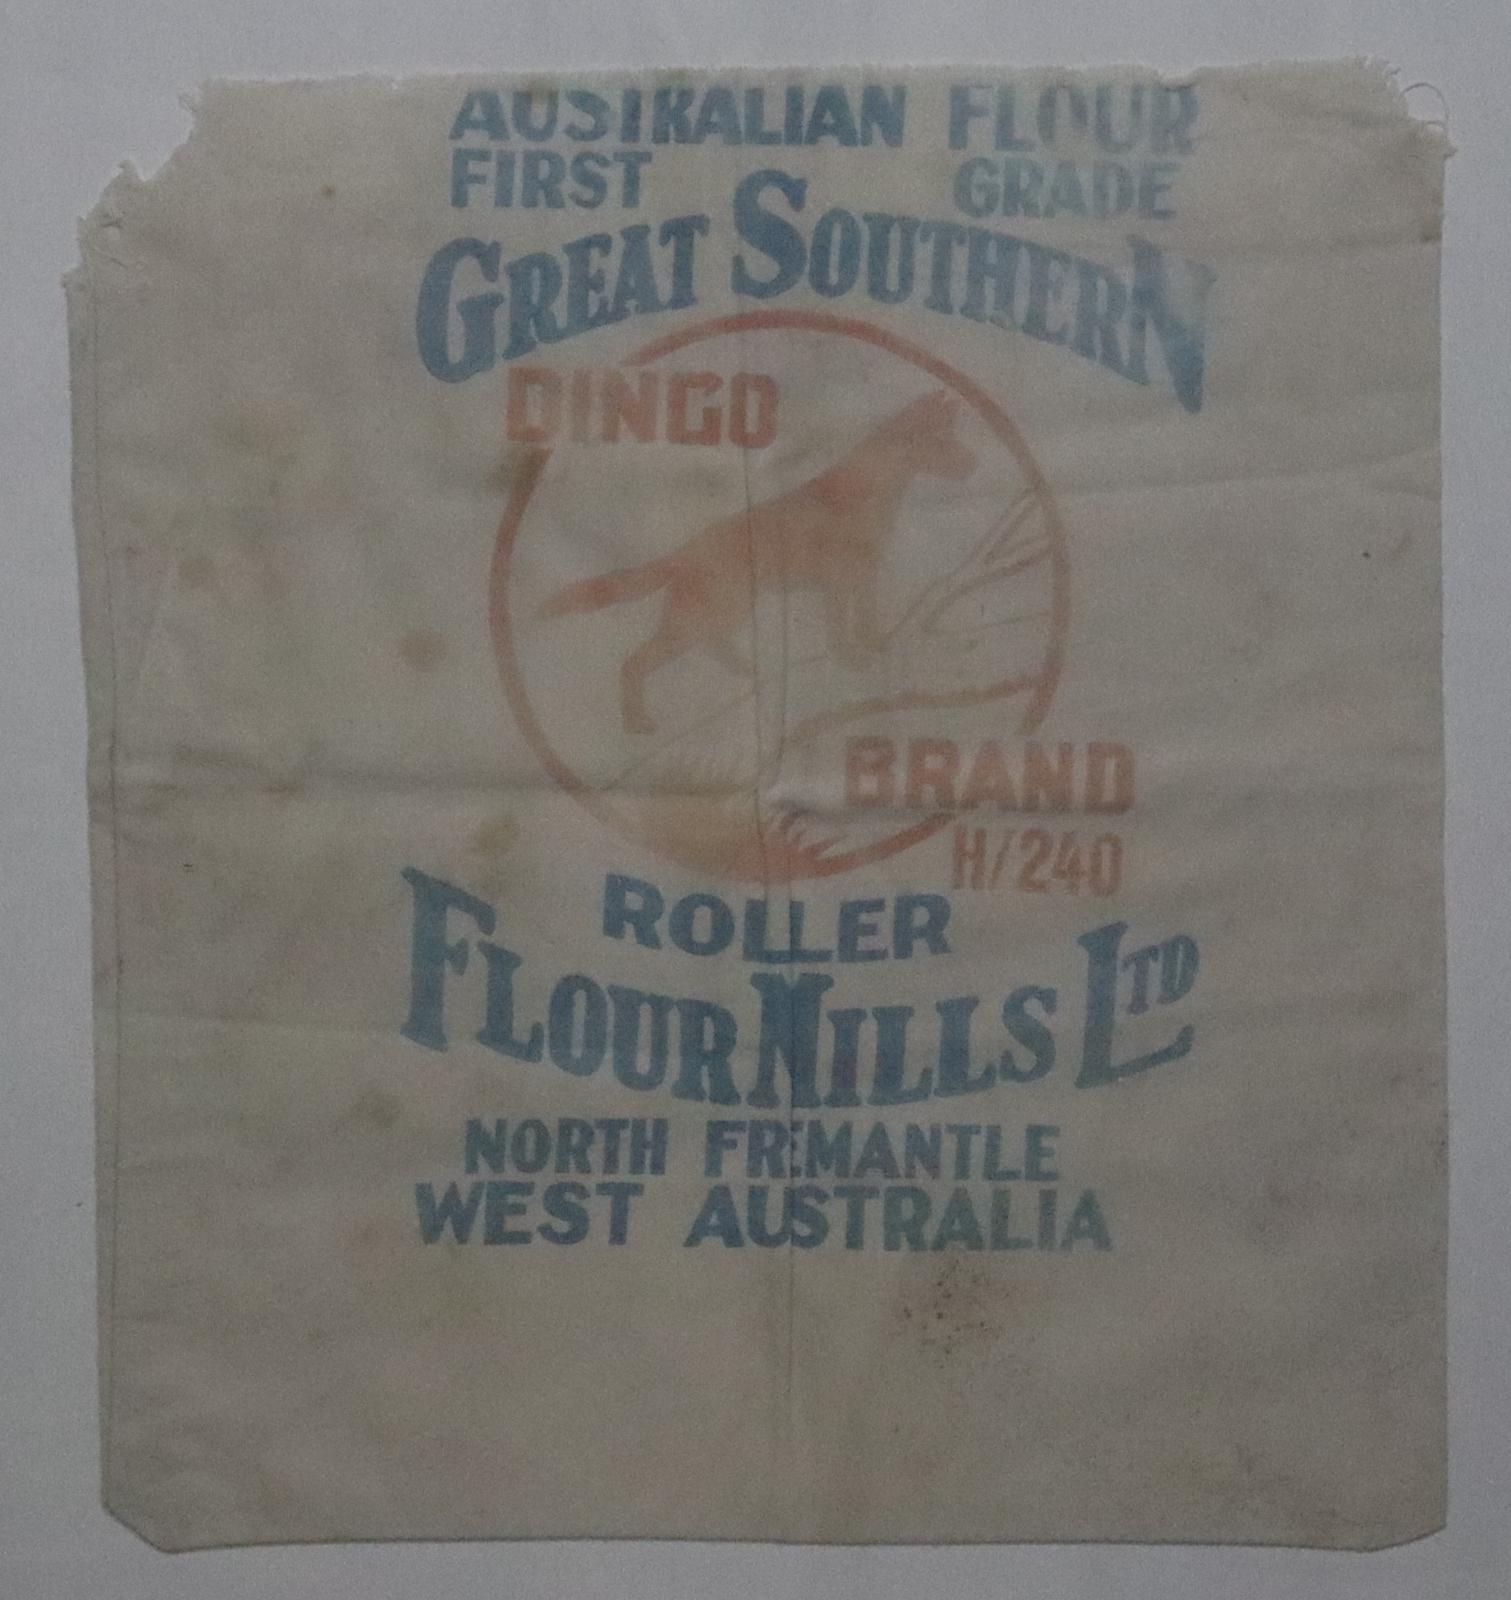 AUSTRALIAN FLOUR
FIRST GRADE
GREAT SOUTHERN
DINGO
BRAND
H/240
ROLLER
FLOUR MILLS LTD
NORTH FREMANTLE
WEST AUSTRALIA